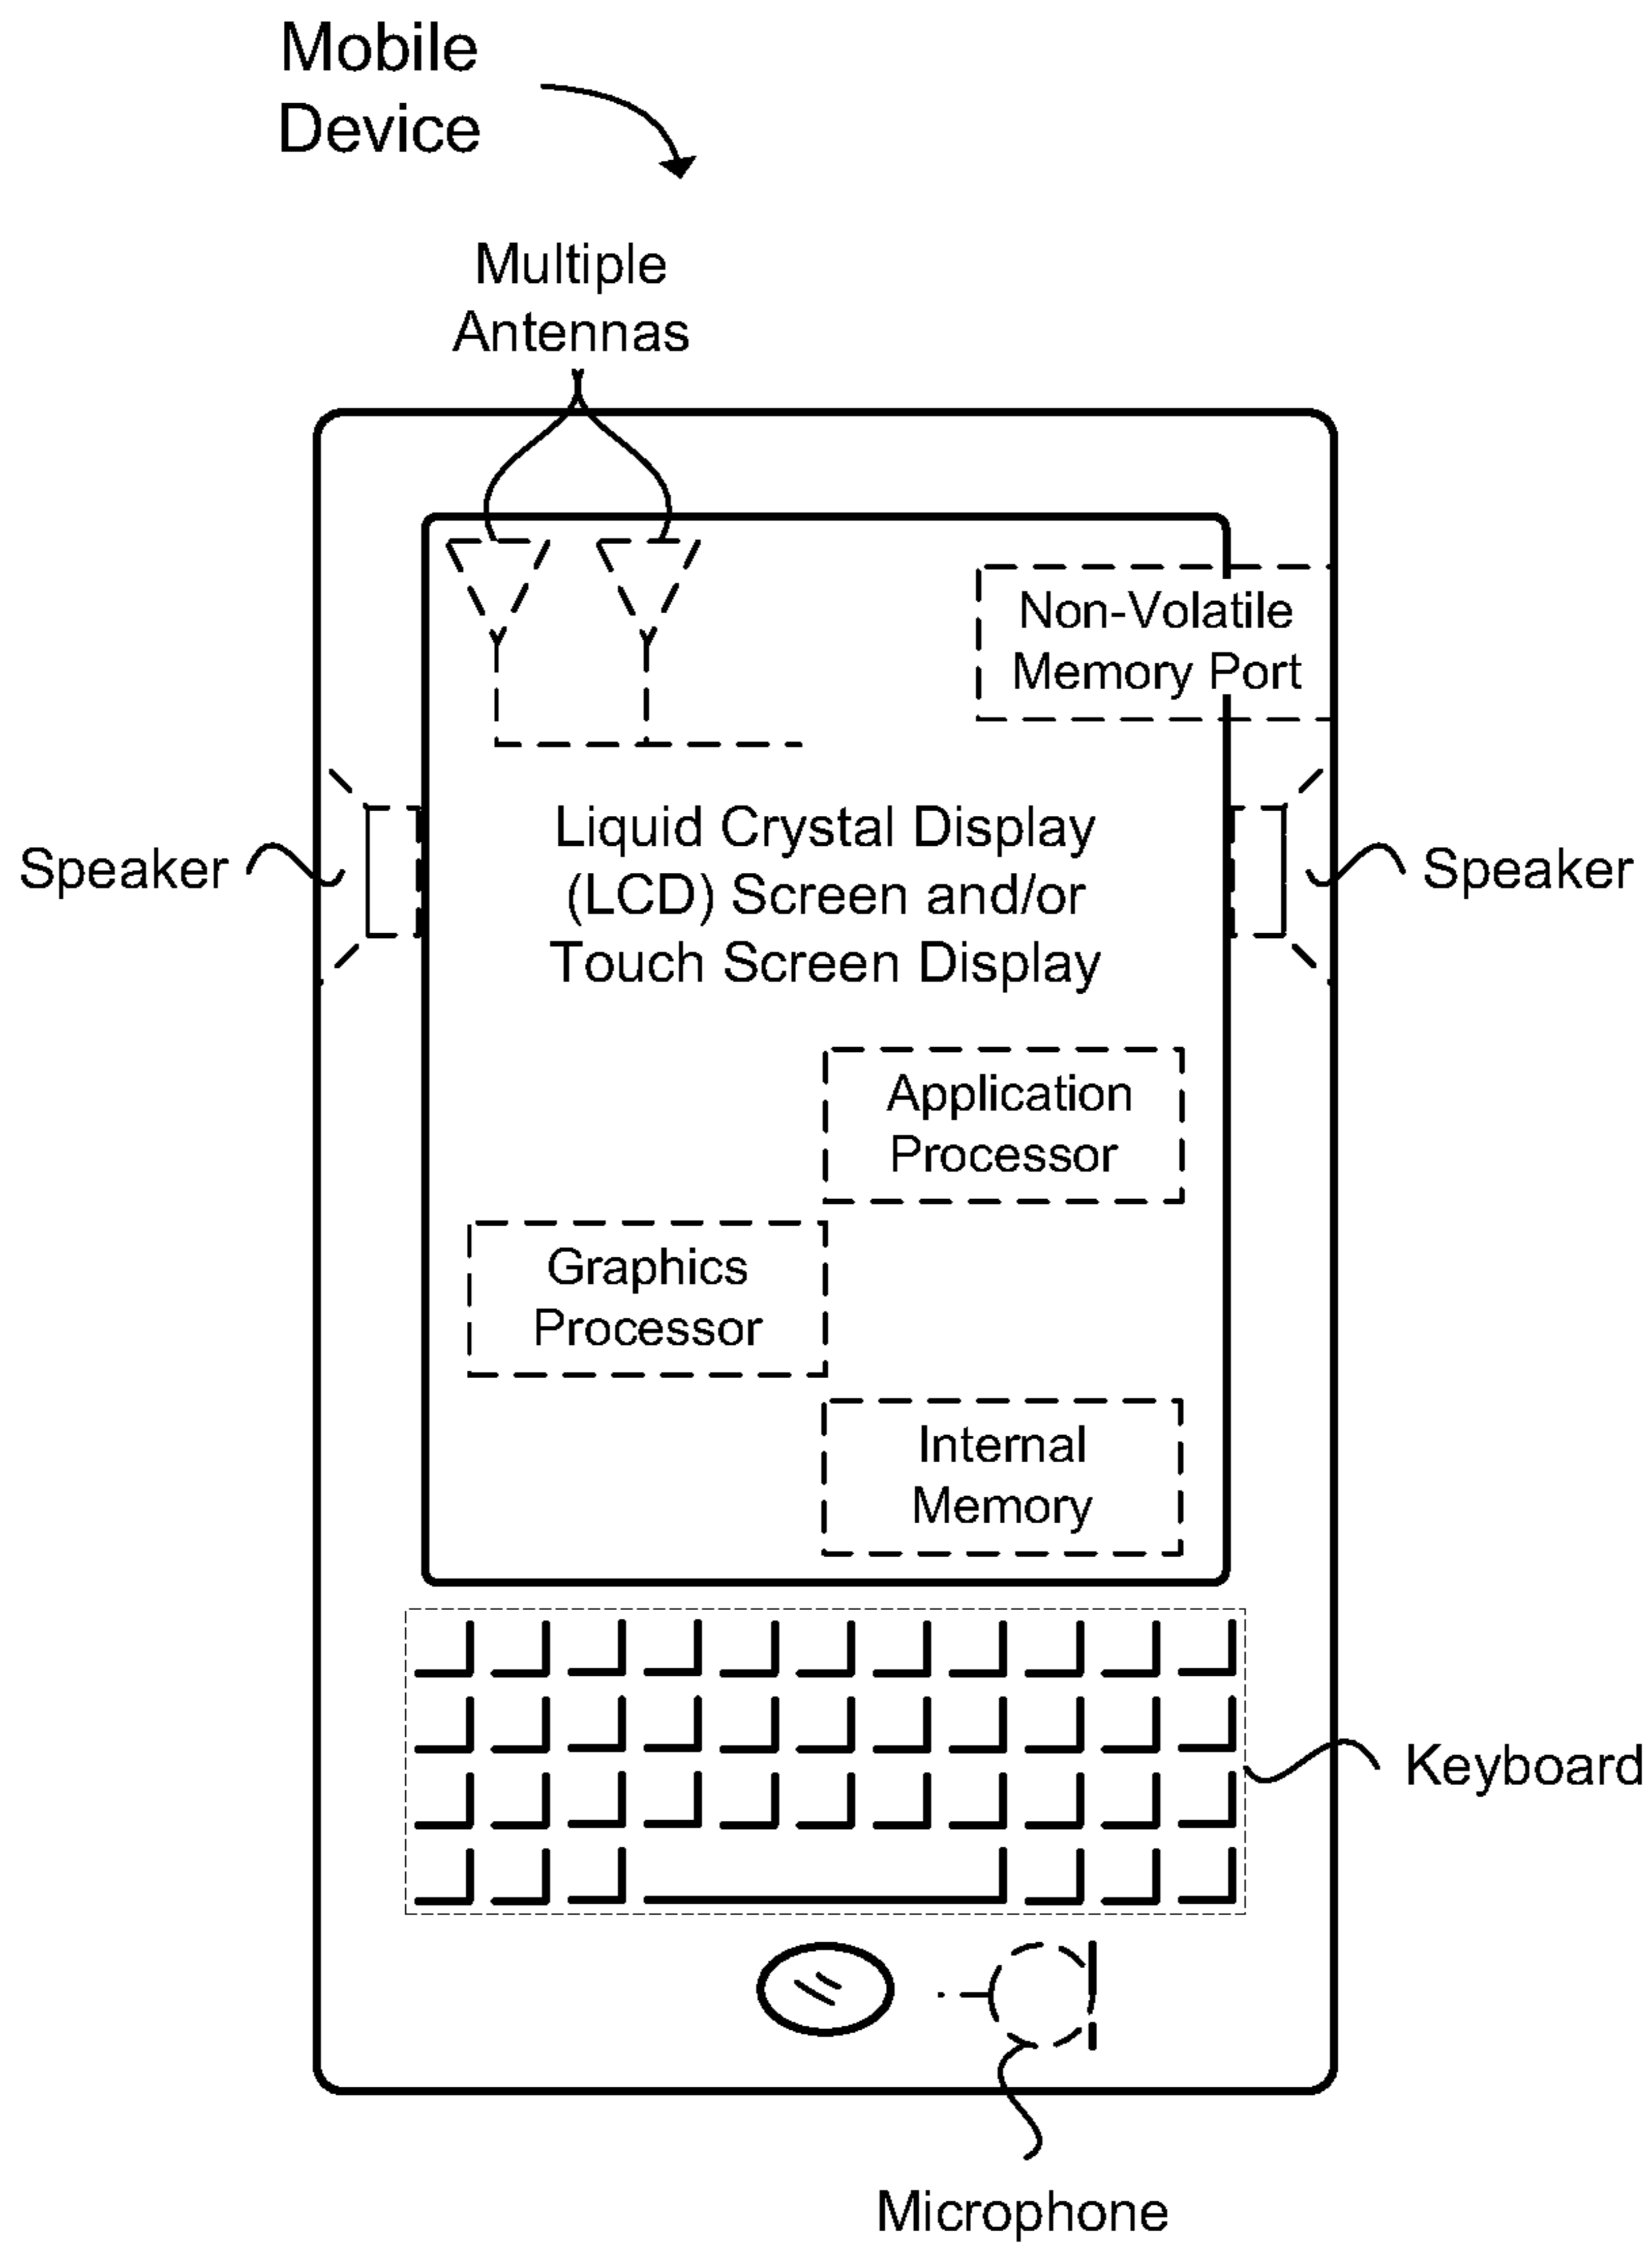 Mobile
Device
Multiple
Antennas
Non-Volatile
Memory Port
Speaker
Liquid Crystal Display
(LCD) Screen and/or
Touch Screen Display
Speaker
Application
Processor
Graphics
Processor
Internal
Memory
Keyboard
Microphone